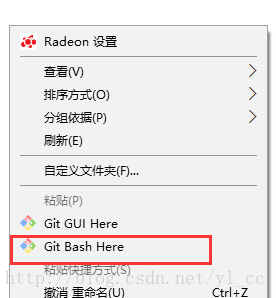 Radeon 设置
查看(V)
排序方式(O)
分组依据(P)
刷新(E)
自定义文件夹(F)...
粘贴(P)
Git GUI Here
Git Bash Here
粘贴快捷方式(S)
http://blog.csdn.net/yl_cc
撤消 重命名(U) Ctrl+Z